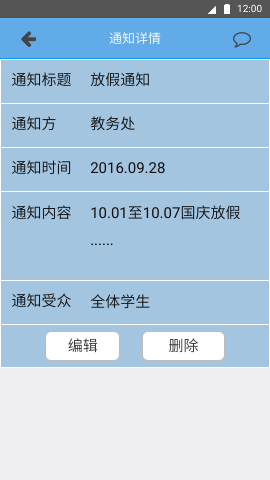 12:00
通知详情
通知标题 放假通知
通知方 教务处
通知时间 2016.09.28
通知内容 10.01至10.07国庆放假
......
通知受众 全体学生
编辑 删除